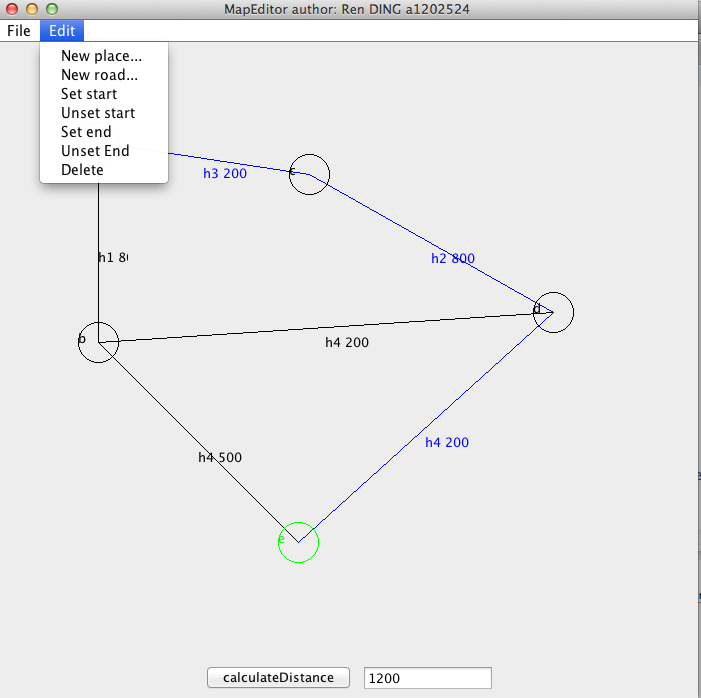 MapEditor author: Ren DING a1202524
File Edit
New place...
New road...
Set start
Unset start
Set end
Unset End
Delete
c
h3 200
h1 8
h2 800
d
b
h4 200
h4 500
h4 200
e
calculateDistance 1200